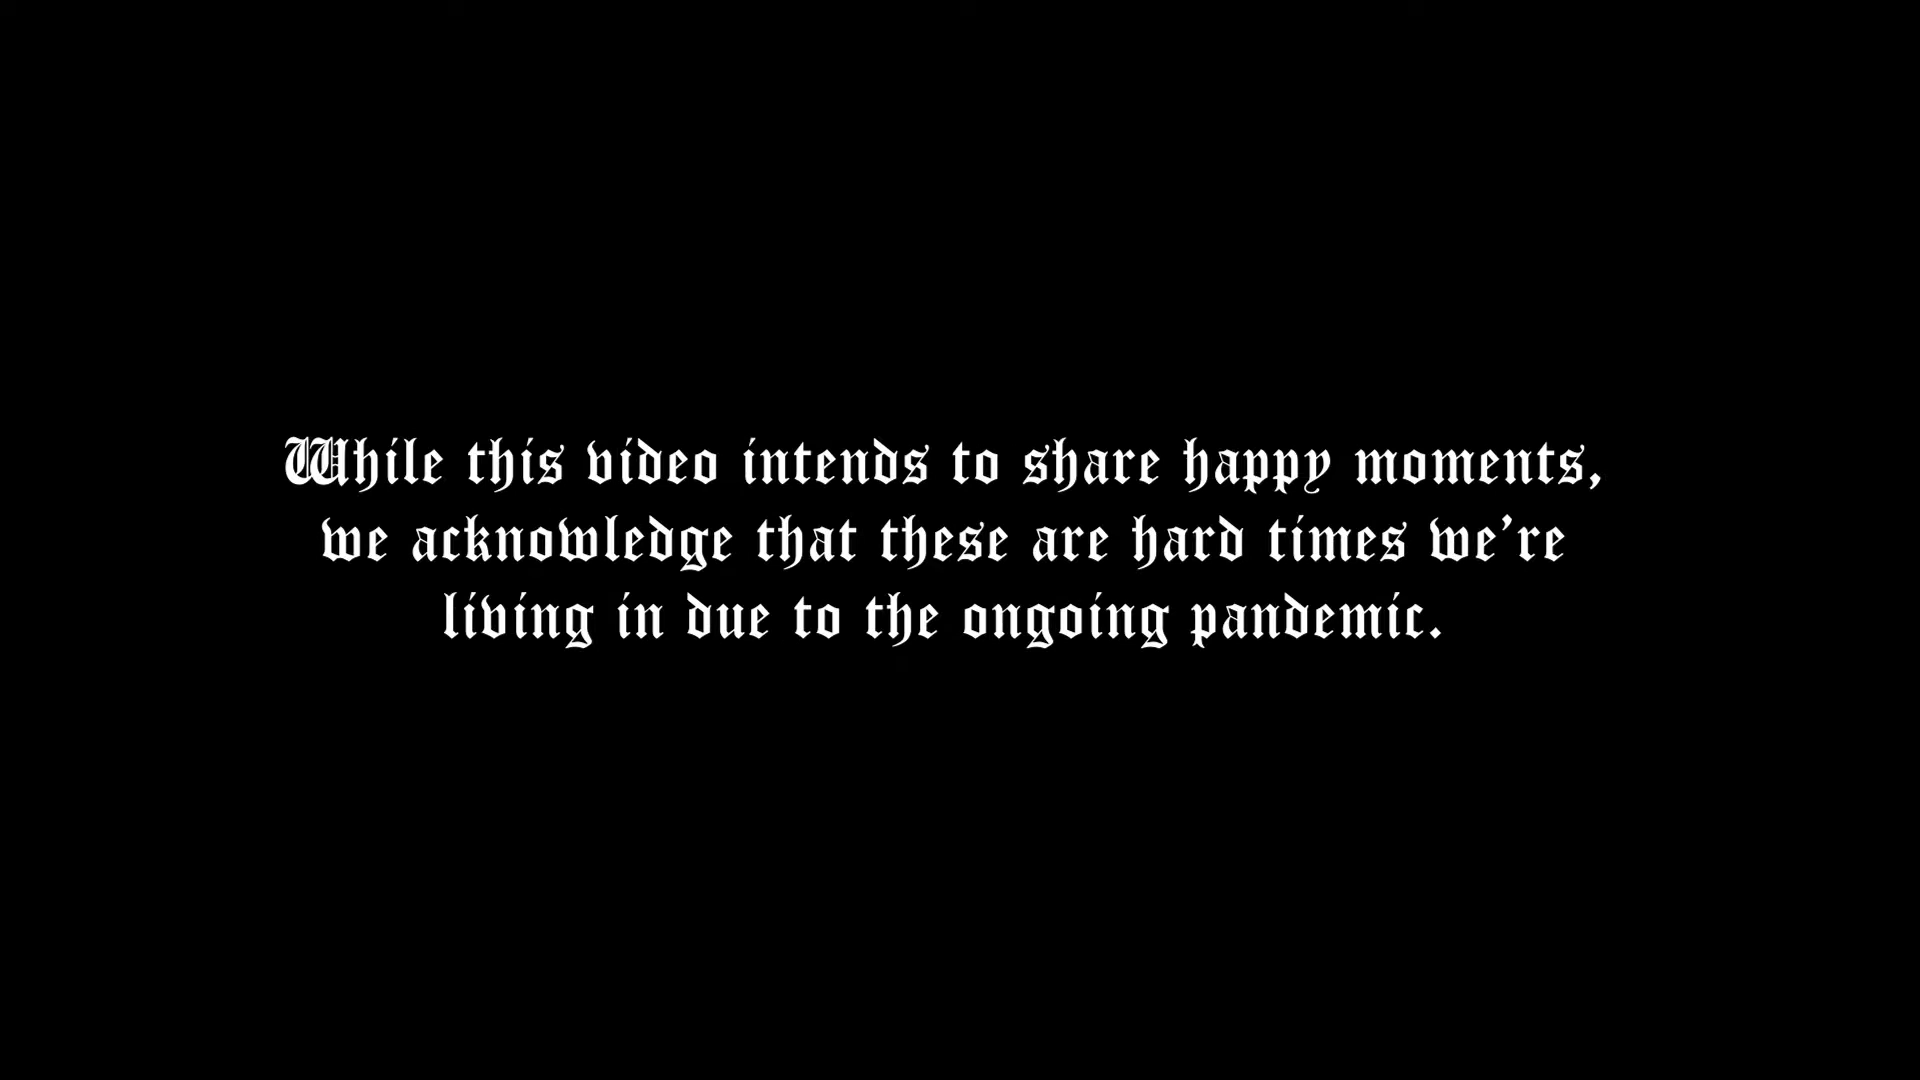 While this video intends to share happy moments,
we acknowledge that these are hard times we’re
living in due to the ongoing pandemic.